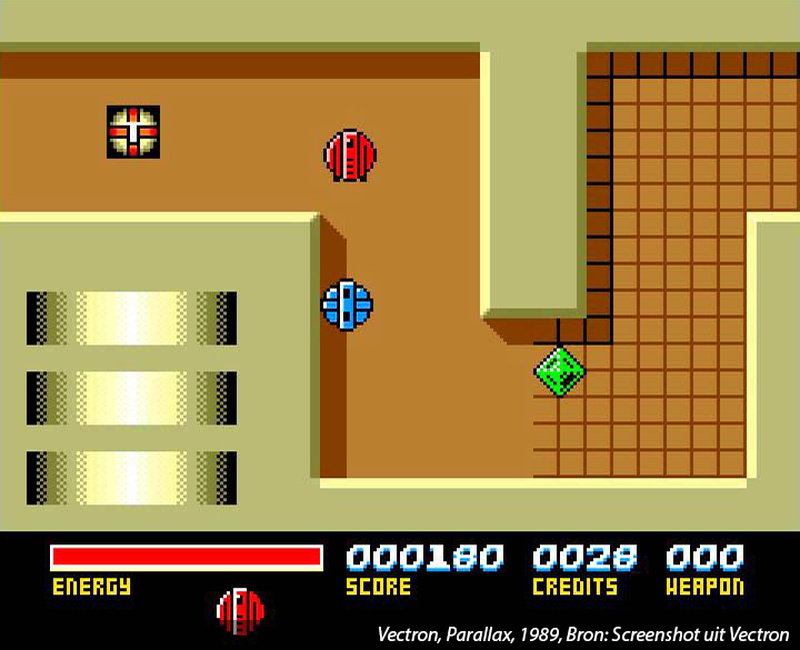 000180 0028 000
ENERGY SCORE CREDITS WEAPON
Vectron, Parallax, 1989, Bron: Screenshot uit Vectron